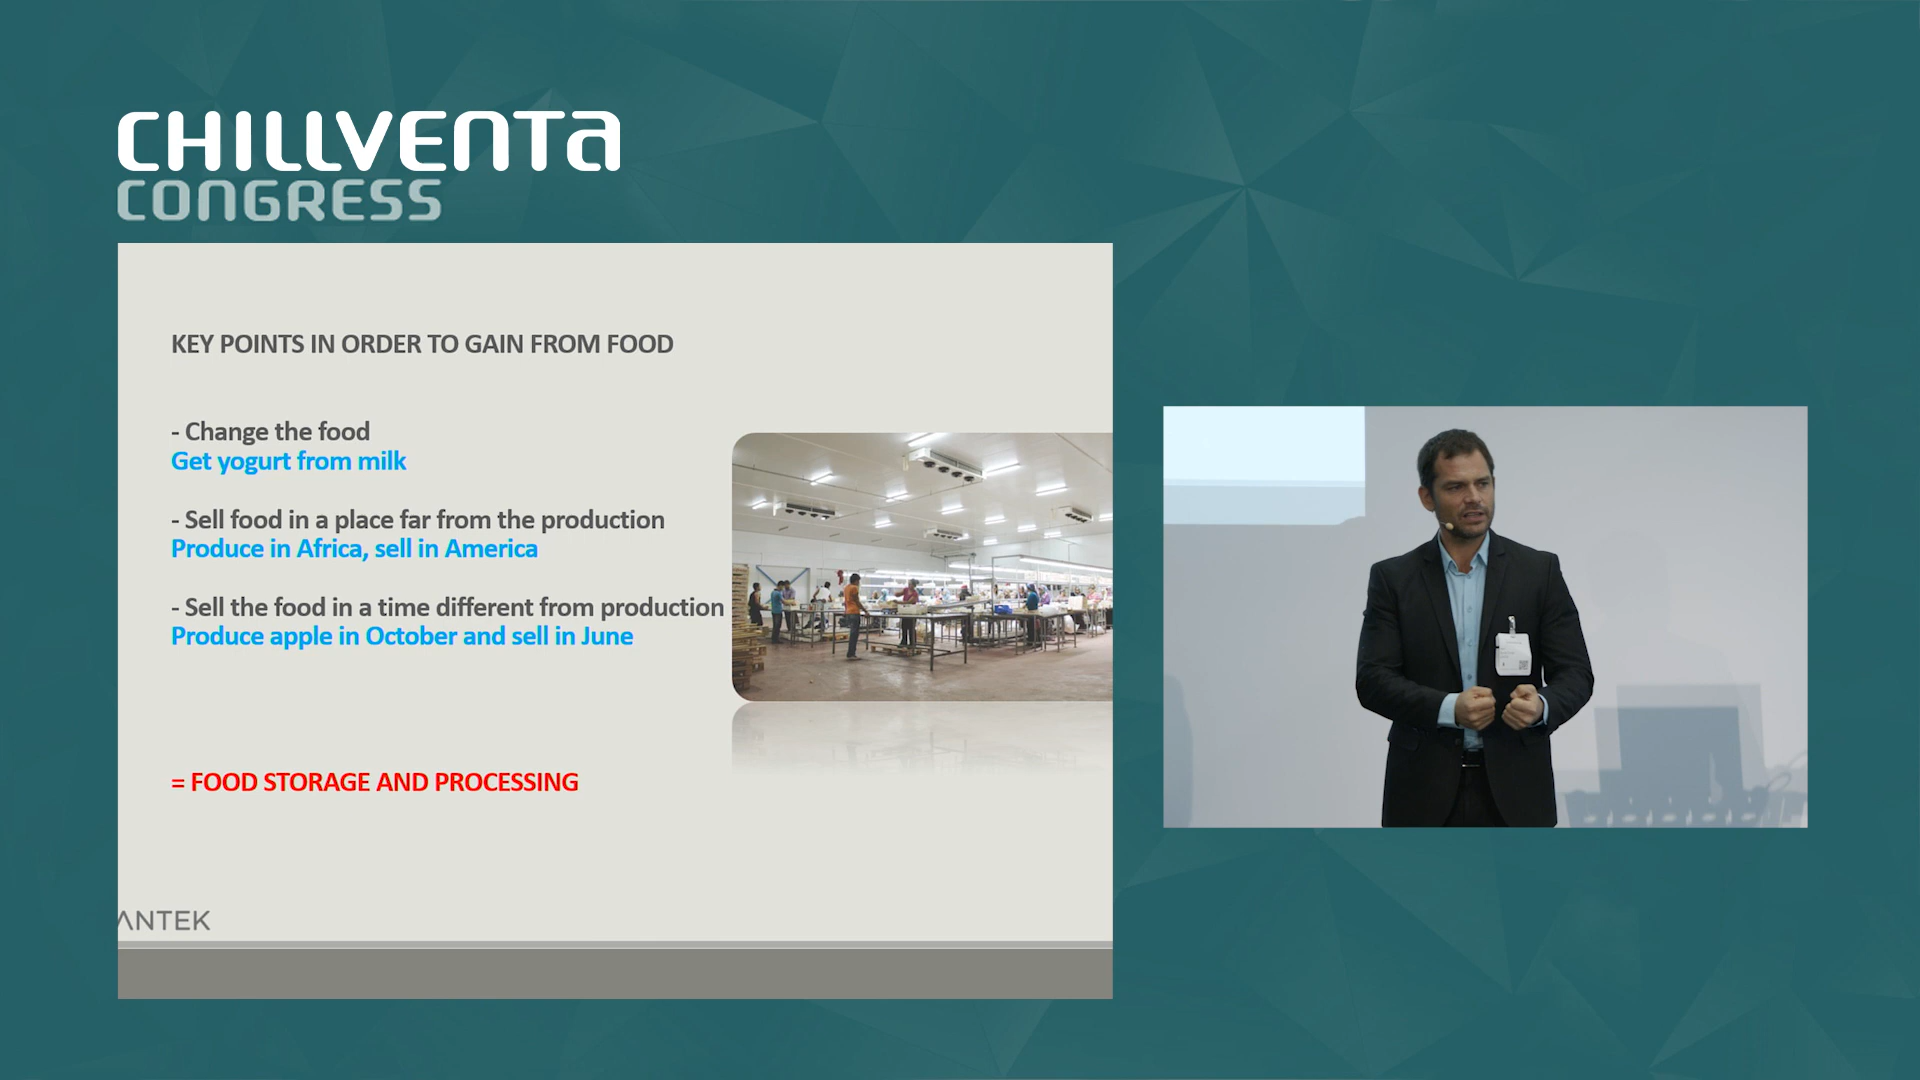 CHILLVENTA
CONGRESS
KEY POINTS IN ORDER TO GAIN FROM FOOD
- Change the food
Get yogurt from milk
- Sell food in a place far from the production
Produce in Africa, sell in America
- Sell the food in a time different from production
Produce apple in October and sell in June
= FOOD STORAGE AND PROCESSING
ANTEK